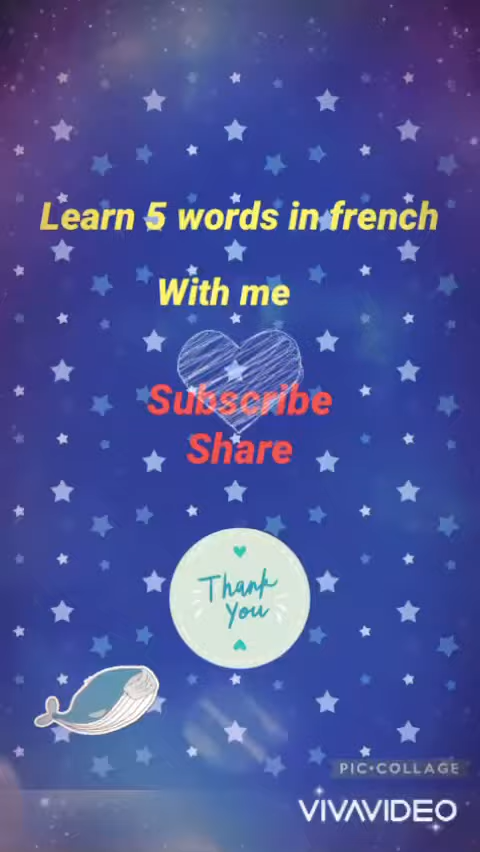 Learn 5 words in french
With me
Subscribe
Share
Thank
You
PIC•COLLAGE
VIVAVIDEO